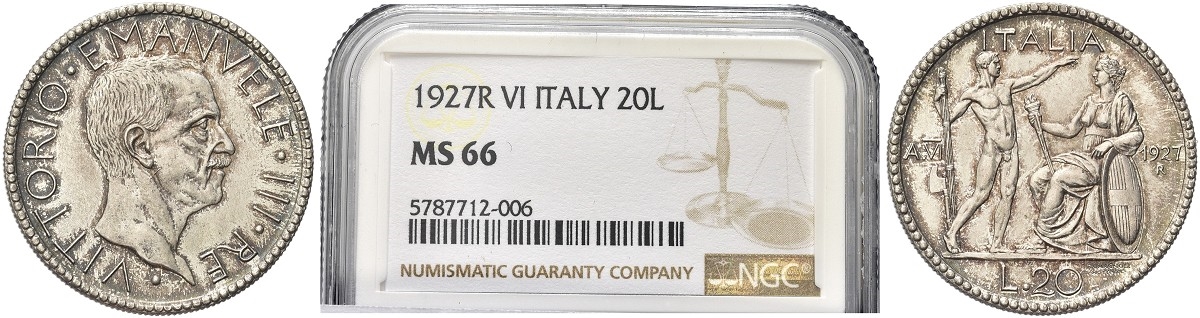 VITTORIO · EMANVELE · III · RE ·
1927R VI ITALY 20L
MS 66
5787712-006
NUMISMATIC GUARANTY COMPANY
NGC
ITALIA
A.VI
1927
R
L.20